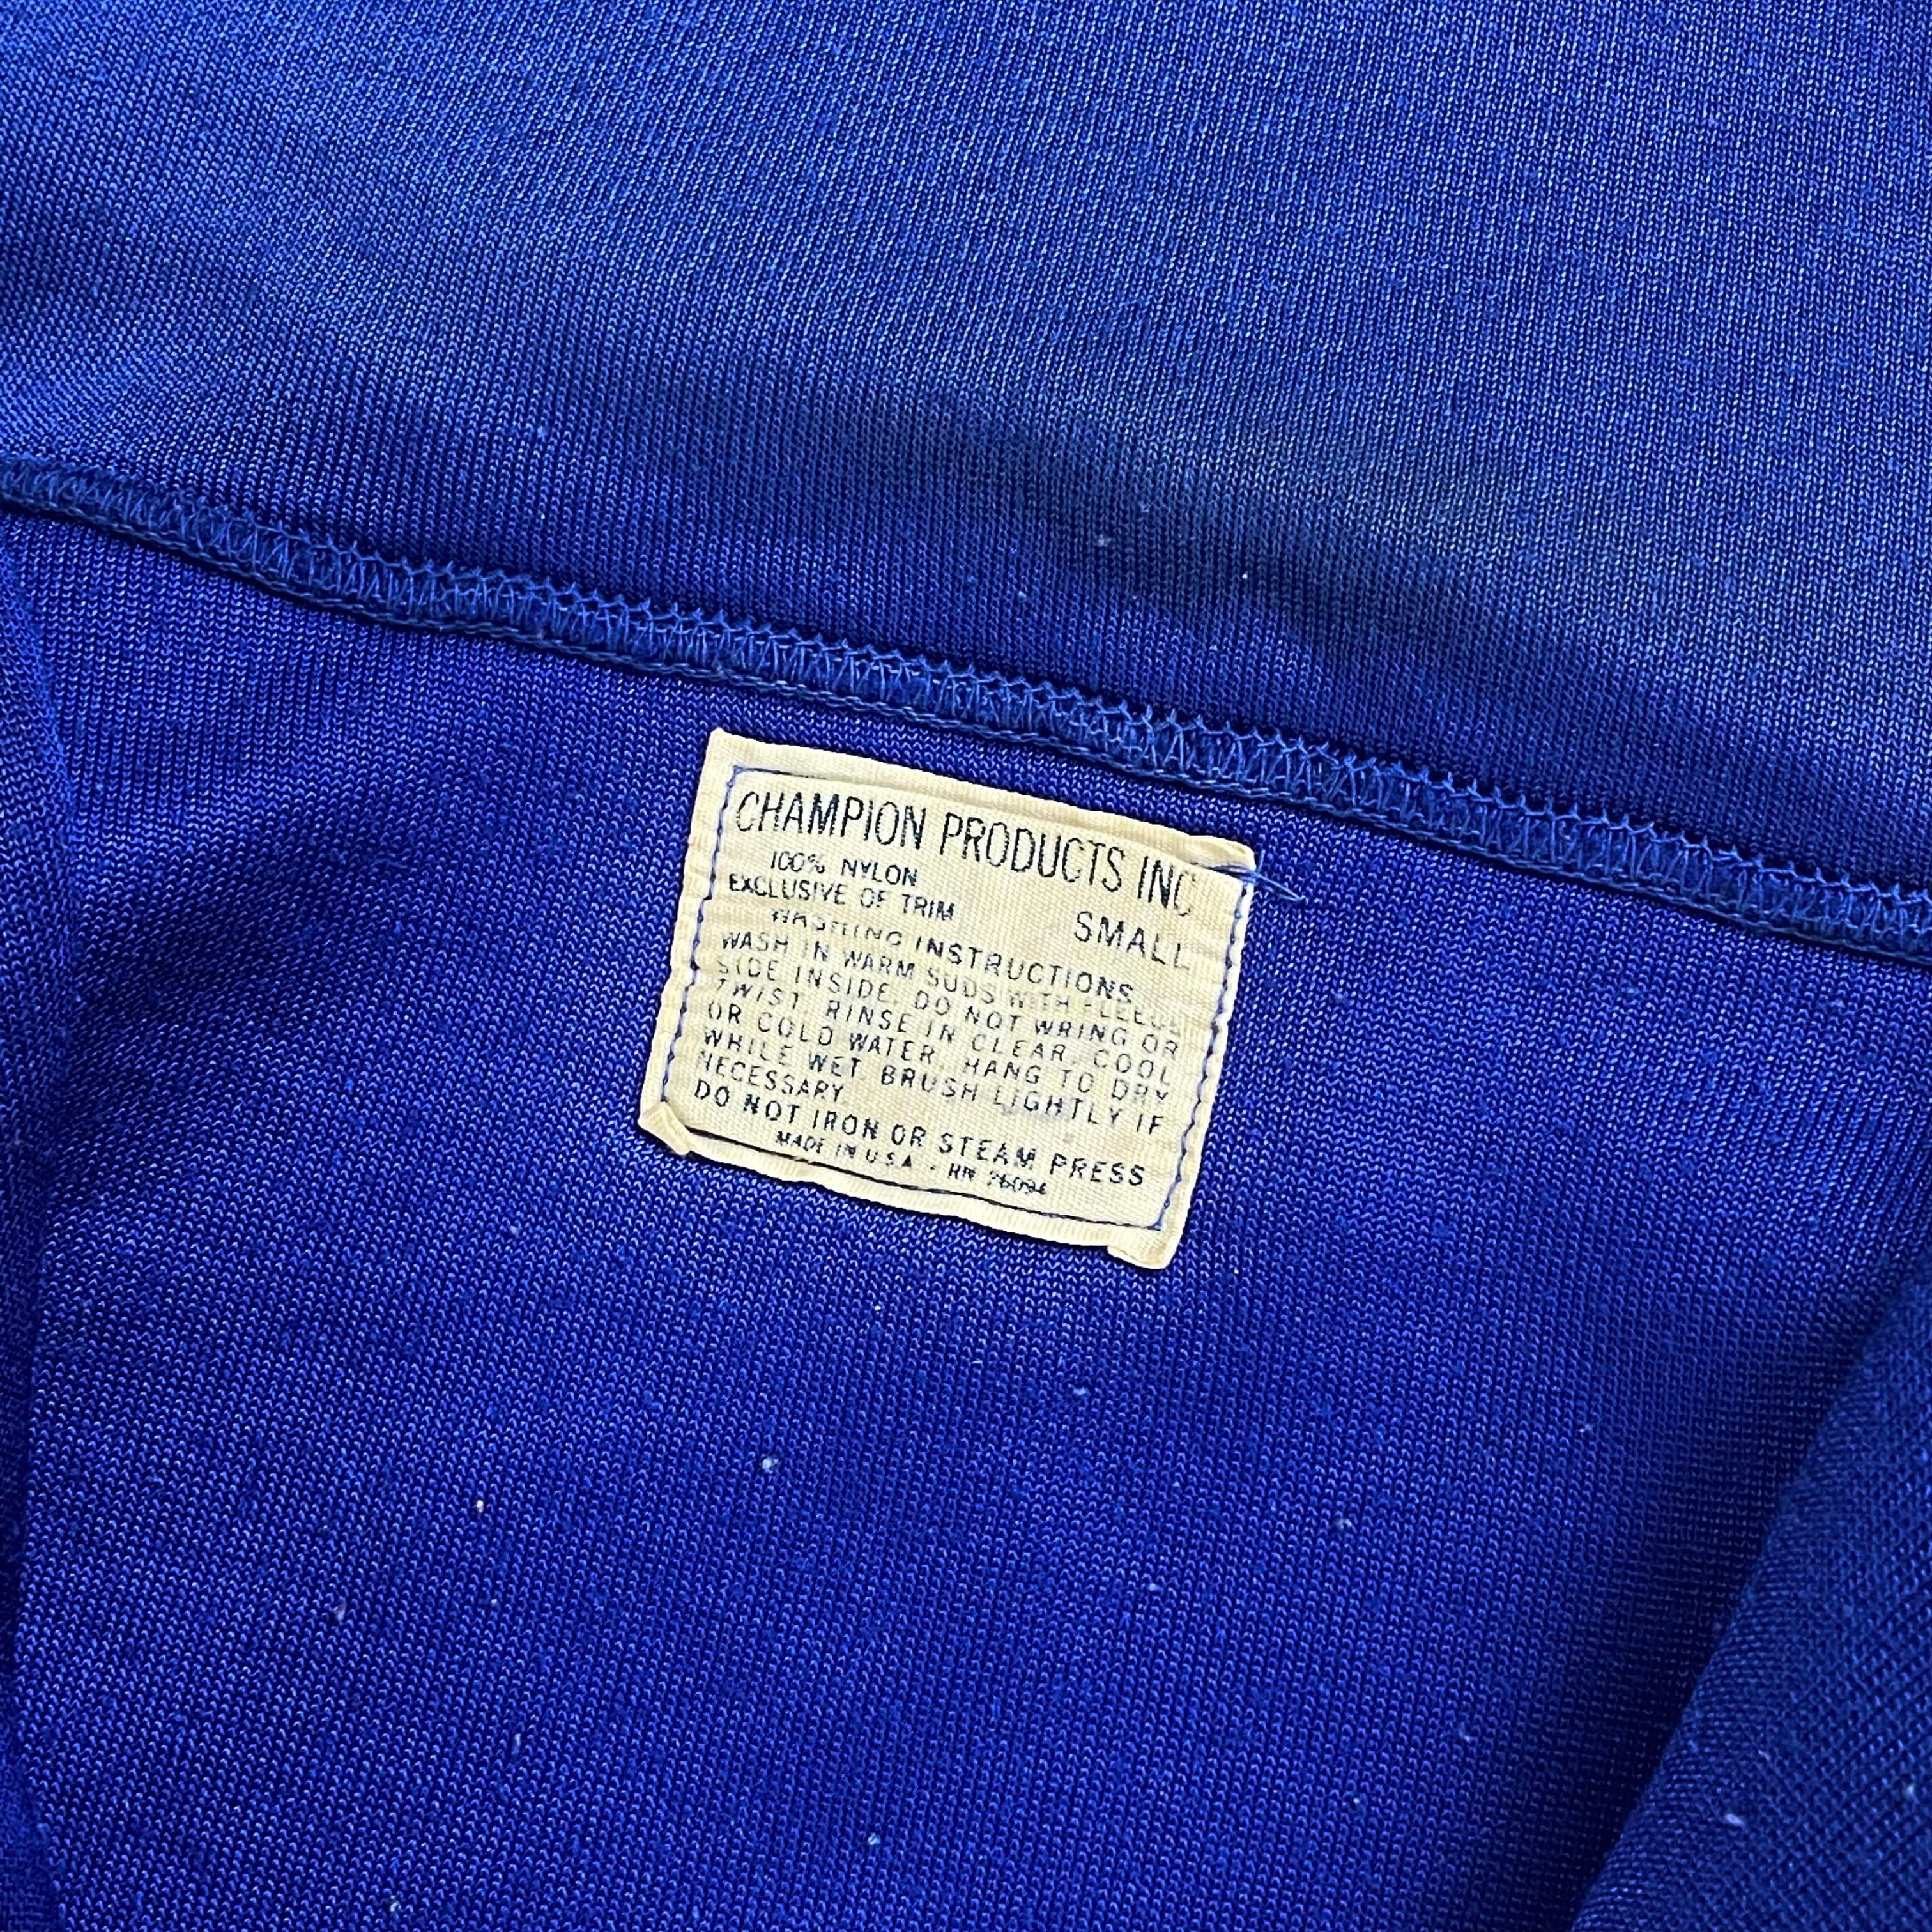 CHAMPION PRODUCTS INC
100% NYLON
EXCLUSIVE OF TRIM
SMALL
WASHING INSTRUCTIONS
WASH IN WARM SUDS WITH FLEECE
SIDE INSIDE. DO NOT WRING OR
TWIST. RINSE IN CLEAR, COOL
OR COLD WATER. HANG TO DRY
WHILE WET. BRUSH LIGHTLY IF
NECESSARY.
DO NOT IRON OR STEAM PRESS
MADE IN U.S.A. - RN 26094